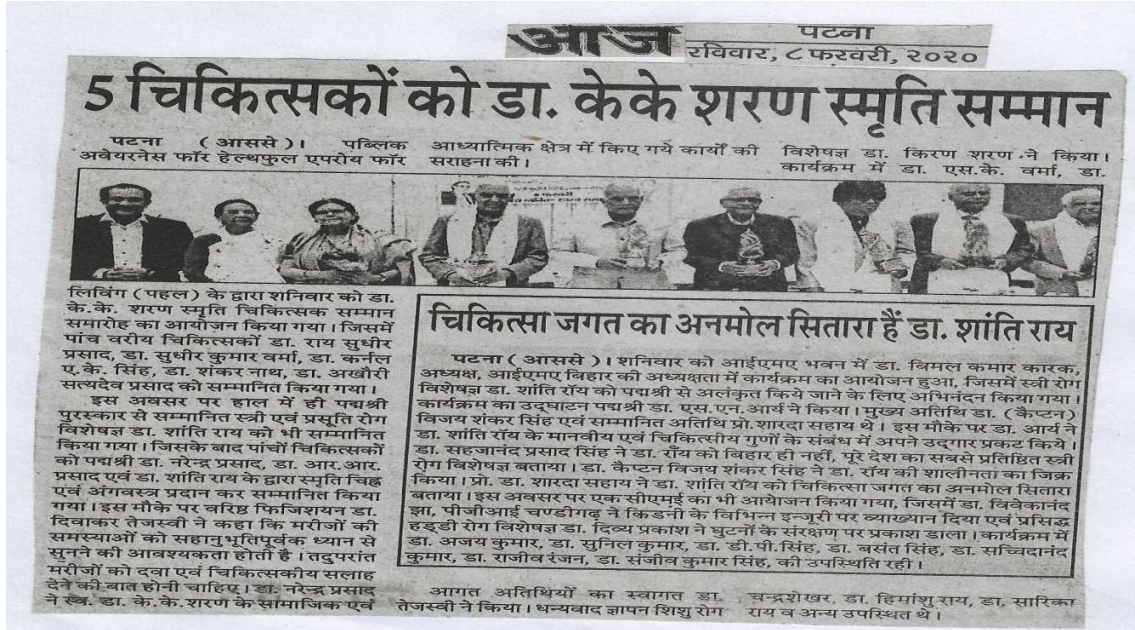 आज
पटना
रविवार, ८ फरवरी, २०२०
5 चिकित्सकों को डा. केके शरण स्मृति सम्मान
पटना (आससे)। पब्लिक
अवेयरनेस फॉर हेल्थफुल एपरोय फॉर
लिविंग (पहल) के द्वारा शनिवार को डा.
के.के. शरण स्मृति चिकित्सक सम्मान
समारोह का आयोजन किया गया। जिसमें
पांच वरीय चिकित्सकों डा. राय सुधीर
प्रसाद, डा. सुधीर कुमार वर्मा, डा. कर्नल
ए.के. सिंह, डा. शंकर नाथ, डा. अखौरी
सत्यदेव प्रसाद को सम्मानित किया गया।
इस अवसर पर हाल में ही पद्मश्री
पुरस्कार से सम्मानित स्त्री एवं प्रसूति रोग
विशेषज्ञ डा. शांति राय को भी सम्मानित
किया गया। जिसके बाद पांचों चिकित्सकों
को पद्मश्री डा. नरेन्द्र प्रसाद, डा. आर.आर.
प्रसाद एवं डा. शांति राय के द्वारा स्मृति चिह्न
एवं अंगवस्त्र प्रदान कर सम्मानित किया
गया। इस मौके पर वरिष्ठ फिजिशयन डा.
दिवाकर तेजस्वी ने कहा कि मरीजों की
समस्याओं को सहानुभूतिपूर्वक ध्यान से
सुनने की आवश्यकता होती है। तदुपरांत
मरीजों को दवा एवं चिकित्सकीय सलाह
देने की बात होनी चाहिए। डा. नरेन्द्र प्रसाद
ने स्व. डा. के.के.शरण के सामाजिक एवं
आध्यात्मिक क्षेत्र में किए गये कार्यों की
सराहना की।
आगत अतिथियों का स्वागत डा.
तेजस्वी ने किया। धन्यवाद ज्ञापन शिशु रोग
विशेषज्ञ डा. किरण शरण ने किया।
कार्यक्रम में डा. एस.के. वर्मा, डा.
चन्द्रशेखर, डा. हिमांशु राय, डा. सारिका
राय व अन्य उपस्थित थे।
चिकित्सा जगत का अनमोल सितारा हैं डा. शांति राय
पटना (आससे)। शनिवार को आईएमए भवन में डा. विमल कुमार कारक,
अध्यक्ष, आईएमए बिहार की अध्यक्षता में कार्यक्रम का आयोजन हुआ, जिसमें स्त्री रोग
विशेषज्ञ डा. शांति रॉय को पद्मश्री से अलंकृत किये जाने के लिए अभिनंदन किया गया।
कार्यक्रम का उद्घाटन पद्मश्री डा. एस.एन.आर्य ने किया। मुख्य अतिथि डा. (कैप्टन)
विजय शंकर सिंह एवं सम्मानित अतिथि प्रो.शारदा सहाय थे। इस मौके पर डा. आर्य ने
डा. शांति रॉय के मानवीय एवं चिकित्सीय गुणों के संबंध में अपने उद्गार प्रकट किये।
डा. सहजानंद प्रसाद सिंह ने डा. रॉय को बिहार ही नहीं, पूरे देश का सबसे प्रतिष्ठित स्त्री
रोग विशेषज्ञ बताया। डा. कैप्टन विजय शंकर सिंह ने डा. रॉय की शालीनता का जिक्र
किया। प्रो. डा. शारदा सहाय ने डा. शांति रॉय को चिकित्सा जगत का अनमोल सितारा
बताया। इस अवसर पर एक सीएमई का भी आयोजन किया गया, जिसमें डा. विवेकानंद
झा, पीजीआई चण्डीगढ़ ने किडनी के विभिन्न इन्जूरी पर व्याख्यान दिया एवं प्रसिद्ध
हड्डी रोग विशेषज्ञ डा. दिव्य प्रकाश ने घुटनों के संरक्षण पर प्रकाश डाला। कार्यक्रम में
डा. अजय कुमार, डा. सुनिल कुमार, डा. डी.पी.सिंह, डा. बसंत सिंह, डा. सच्चिदानंद
कुमार, डा. राजीव रंजन, डा. संजीव कुमार सिंह, की उपस्थिति रही।